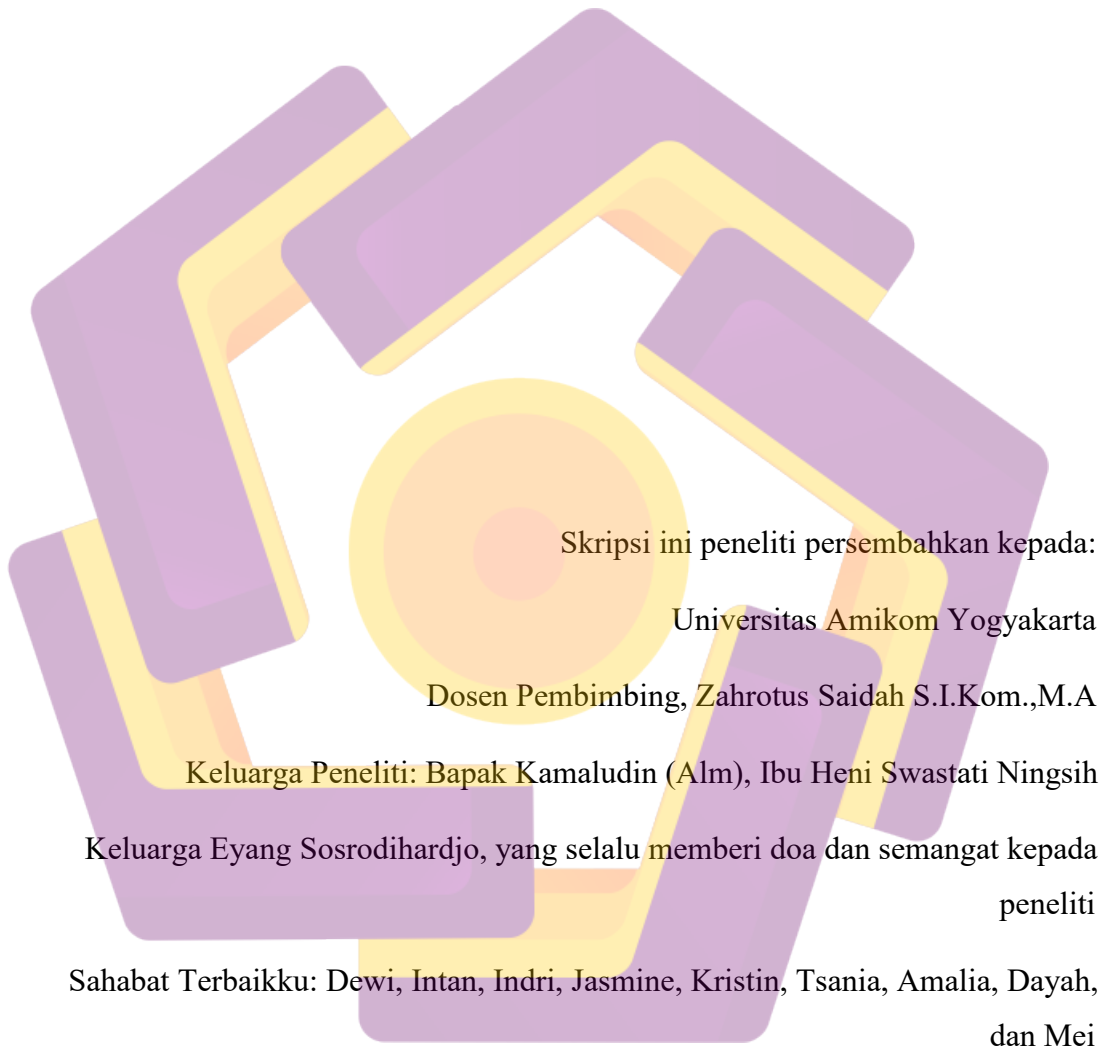 Skripsi ini peneliti persembahkan kepada:
Universitas Amikom Yogyakarta
Dosen Pembimbing, Zahrotus Saidah S.I.Kom.,M.A
Keluarga Peneliti: Bapak Kamaludin (Alm), Ibu Heni Swastati Ningsih
Keluarga Eyang Sosrodihardjo, yang selalu memberi doa dan semangat kepada
peneliti
Sahabat Terbaikku: Dewi, Intan, Indri, Jasmine, Kristin, Tsania, Amalia, Dayah,
dan Mei